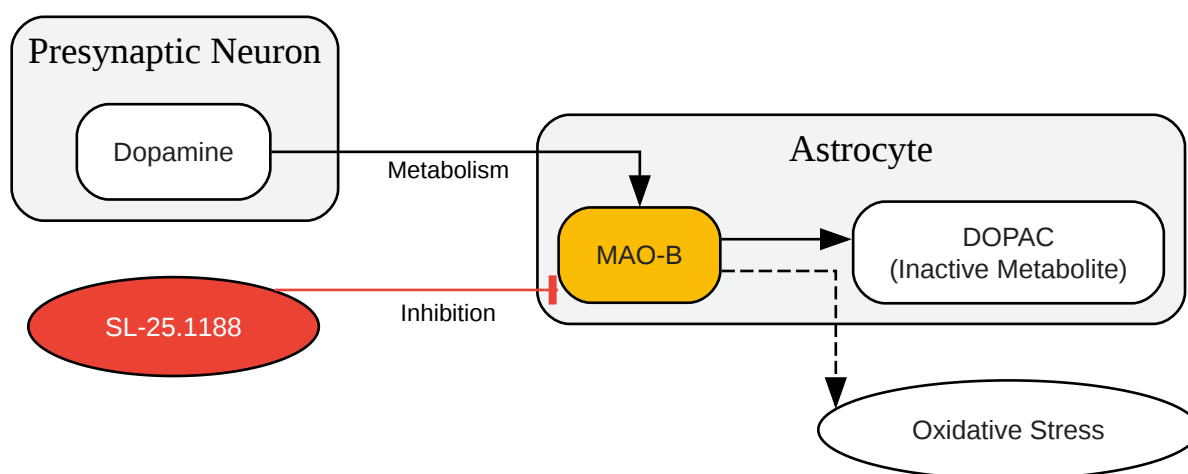 Presynaptic Neuron
Dopamine
Metabolism
Astrocyte
MAO-B
DOPAC
(Inactive Metabolite)
SL-25.1188
Inhibition
Oxidative Stress